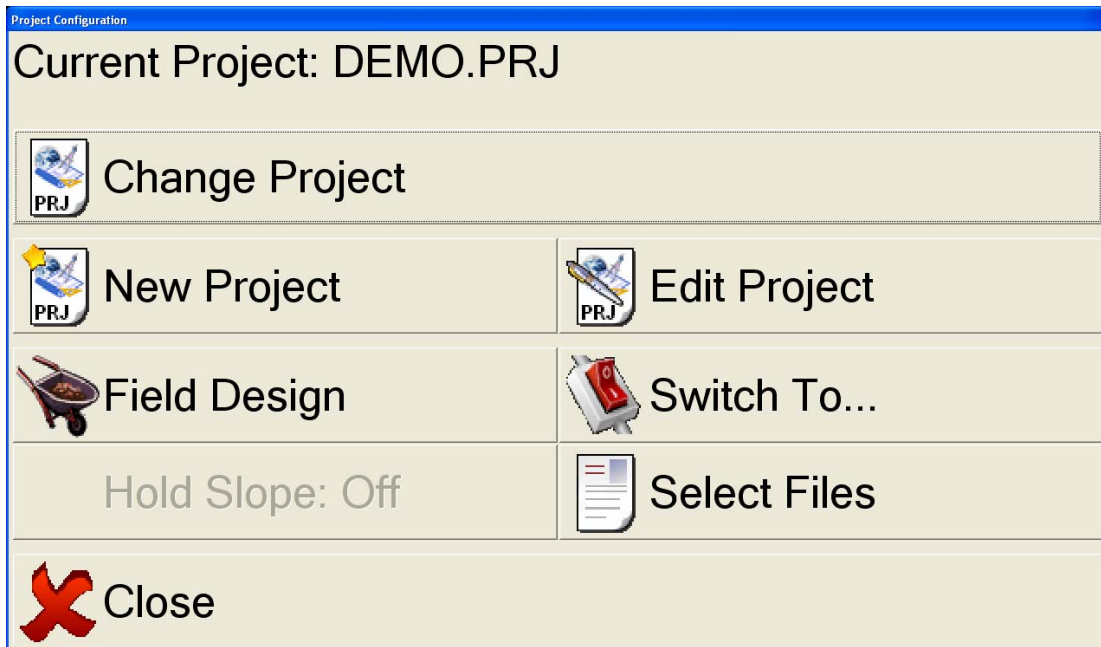 Project Configuration
Current Project: DEMO.PRJ
PRJ Change Project
PRJ New Project
PRJ Edit Project
Field Design
Switch To...
Hold Slope: Off
Select Files
Close